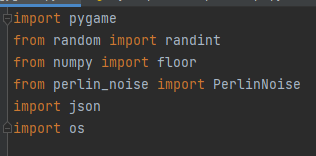 import pygame
from random import randint
from numpy import floor
from perlin_noise import PerlinNoise
import json
import os